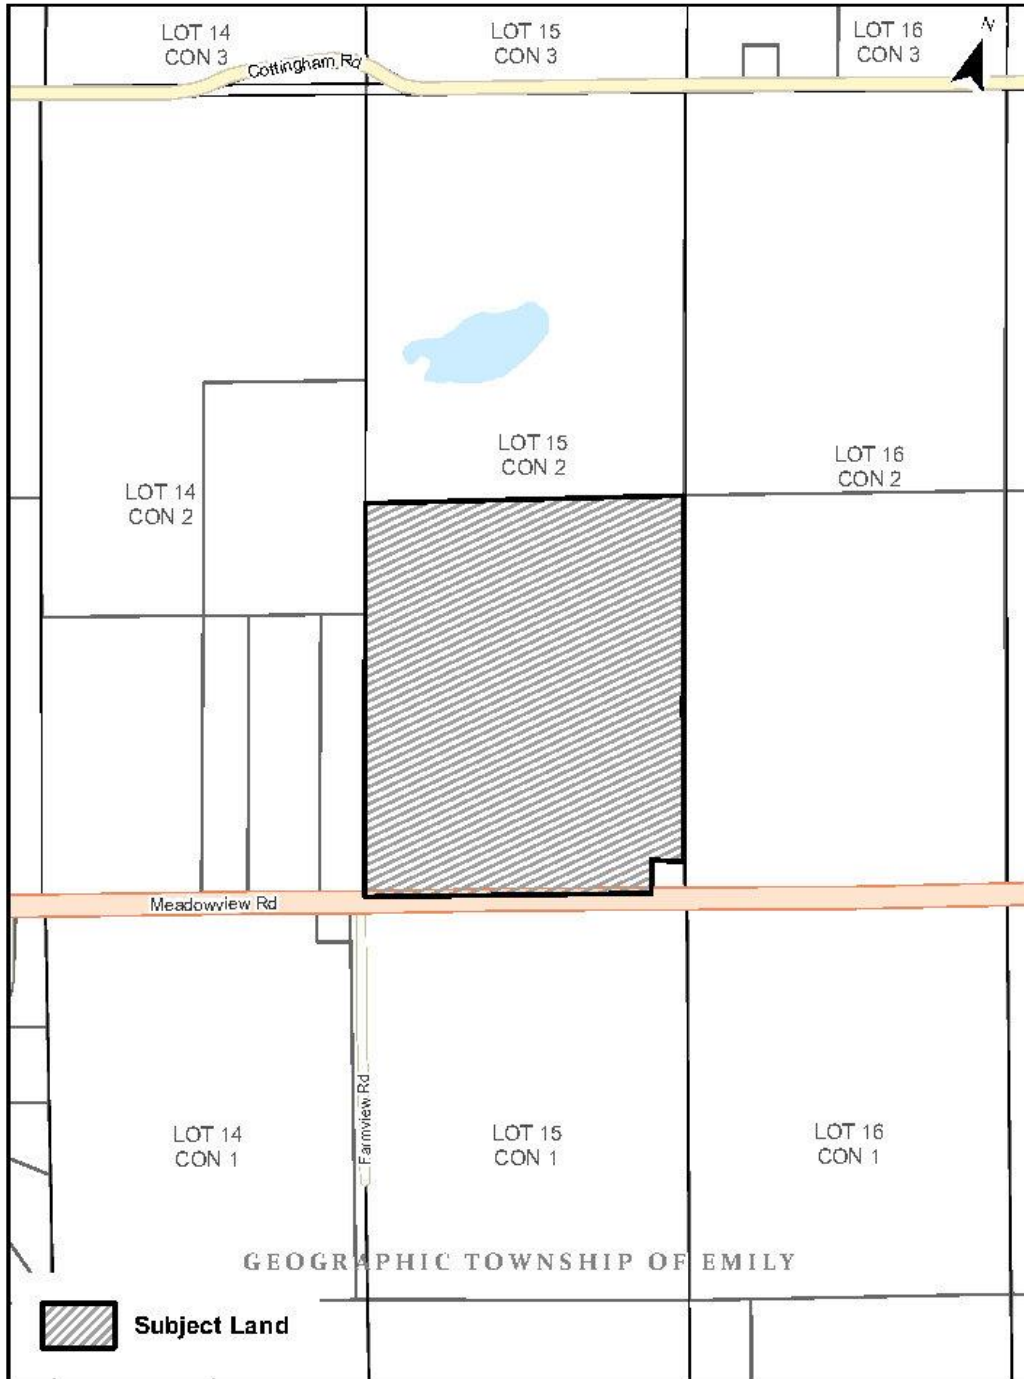 LOT 14
CON 3
LOT 15
CON 3
LOT 16
CON 3
N
Cottingham Rd
LOT 15
CON 2
LOT 16
CON 2
LOT 14
CON 2
Meadowview Rd
Farmview Rd
LOT 14
CON 1
LOT 15
CON 1
LOT 16
CON 1
GEOGRAPHIC TOWNSHIP OF EMILY
Subject Land